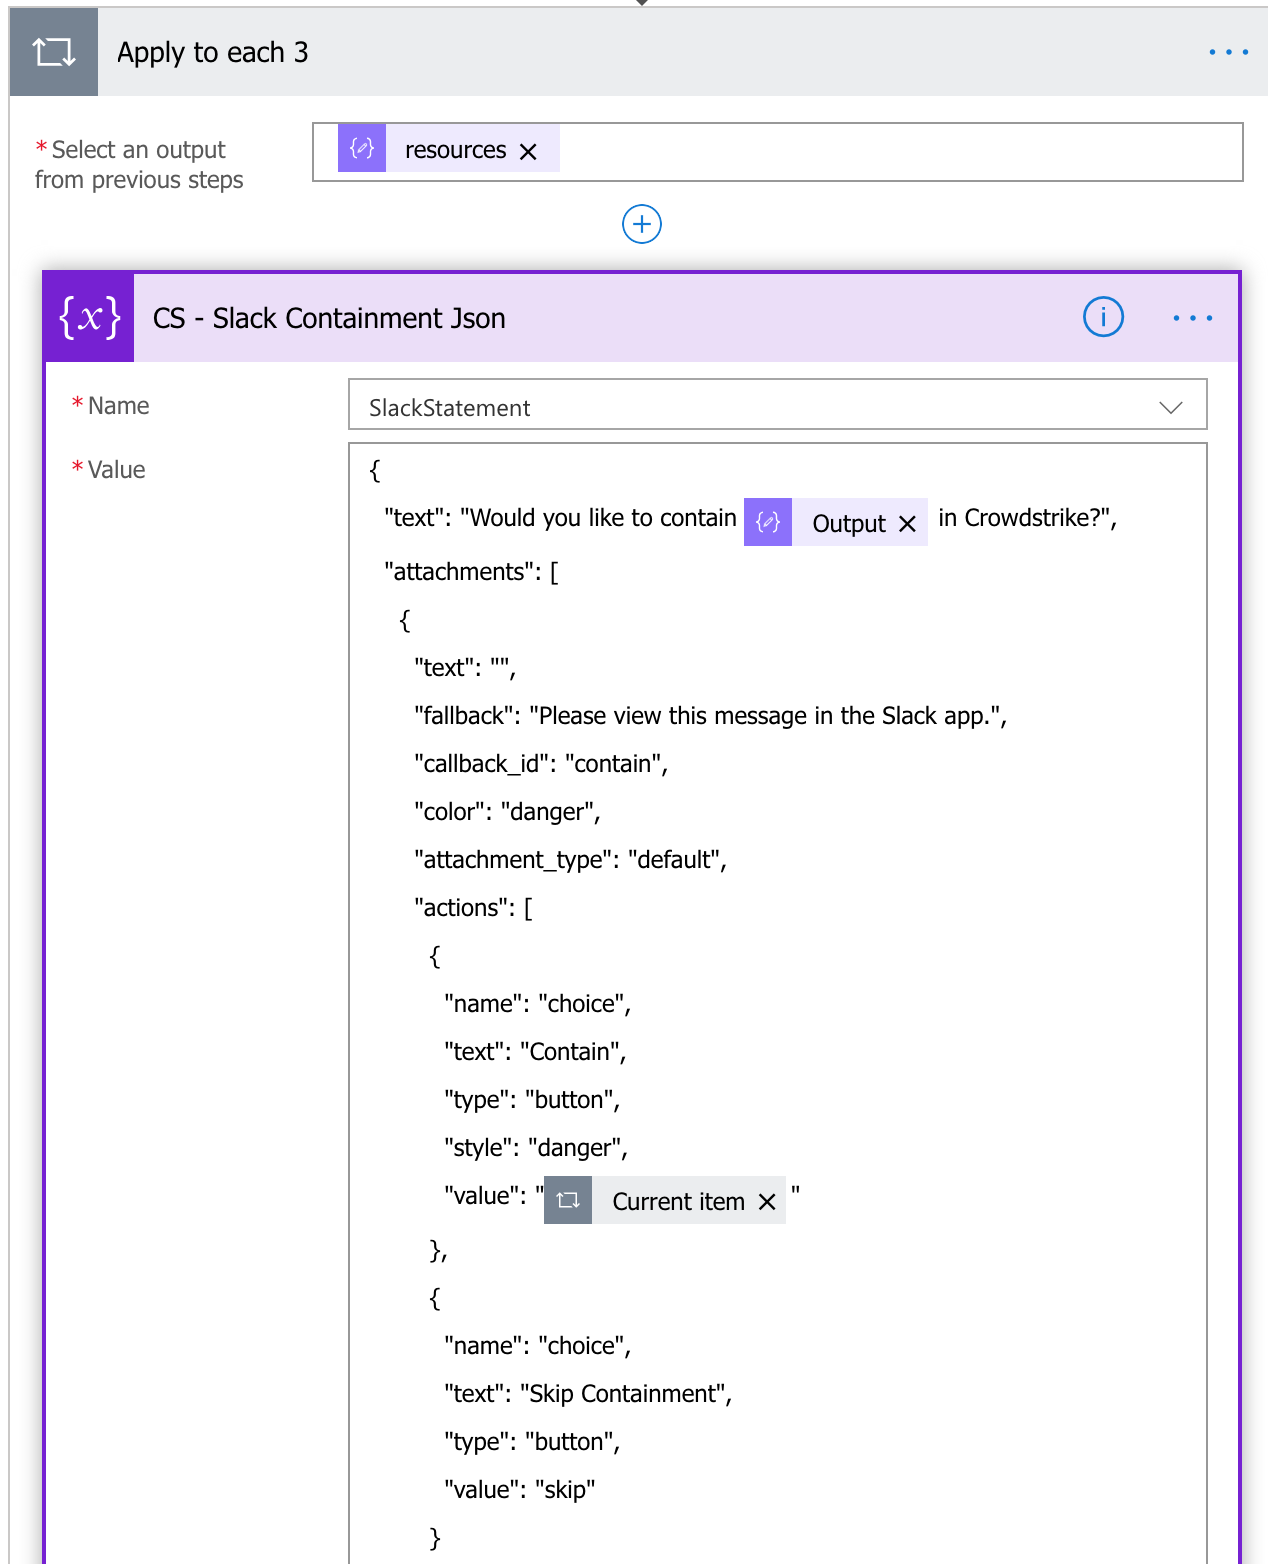 Apply to each 3
* Select an output
from previous steps
resources
{x} CS - Slack Containment Json
* Name
SlackStatement
* Value
{
"text": "Would you like to contain Output in Crowdstrike?",
"attachments": [
{
"text": "",
"fallback": "Please view this message in the Slack app.",
"callback_id": "contain",
"color": "danger",
"attachment_type": "default",
"actions": [
{
"name": "choice",
"text": "Contain",
"type": "button",
"style": "danger",
"value": "Current item"
},
{
"name": "choice",
"text": "Skip Containment",
"type": "button",
"value": "skip"
}